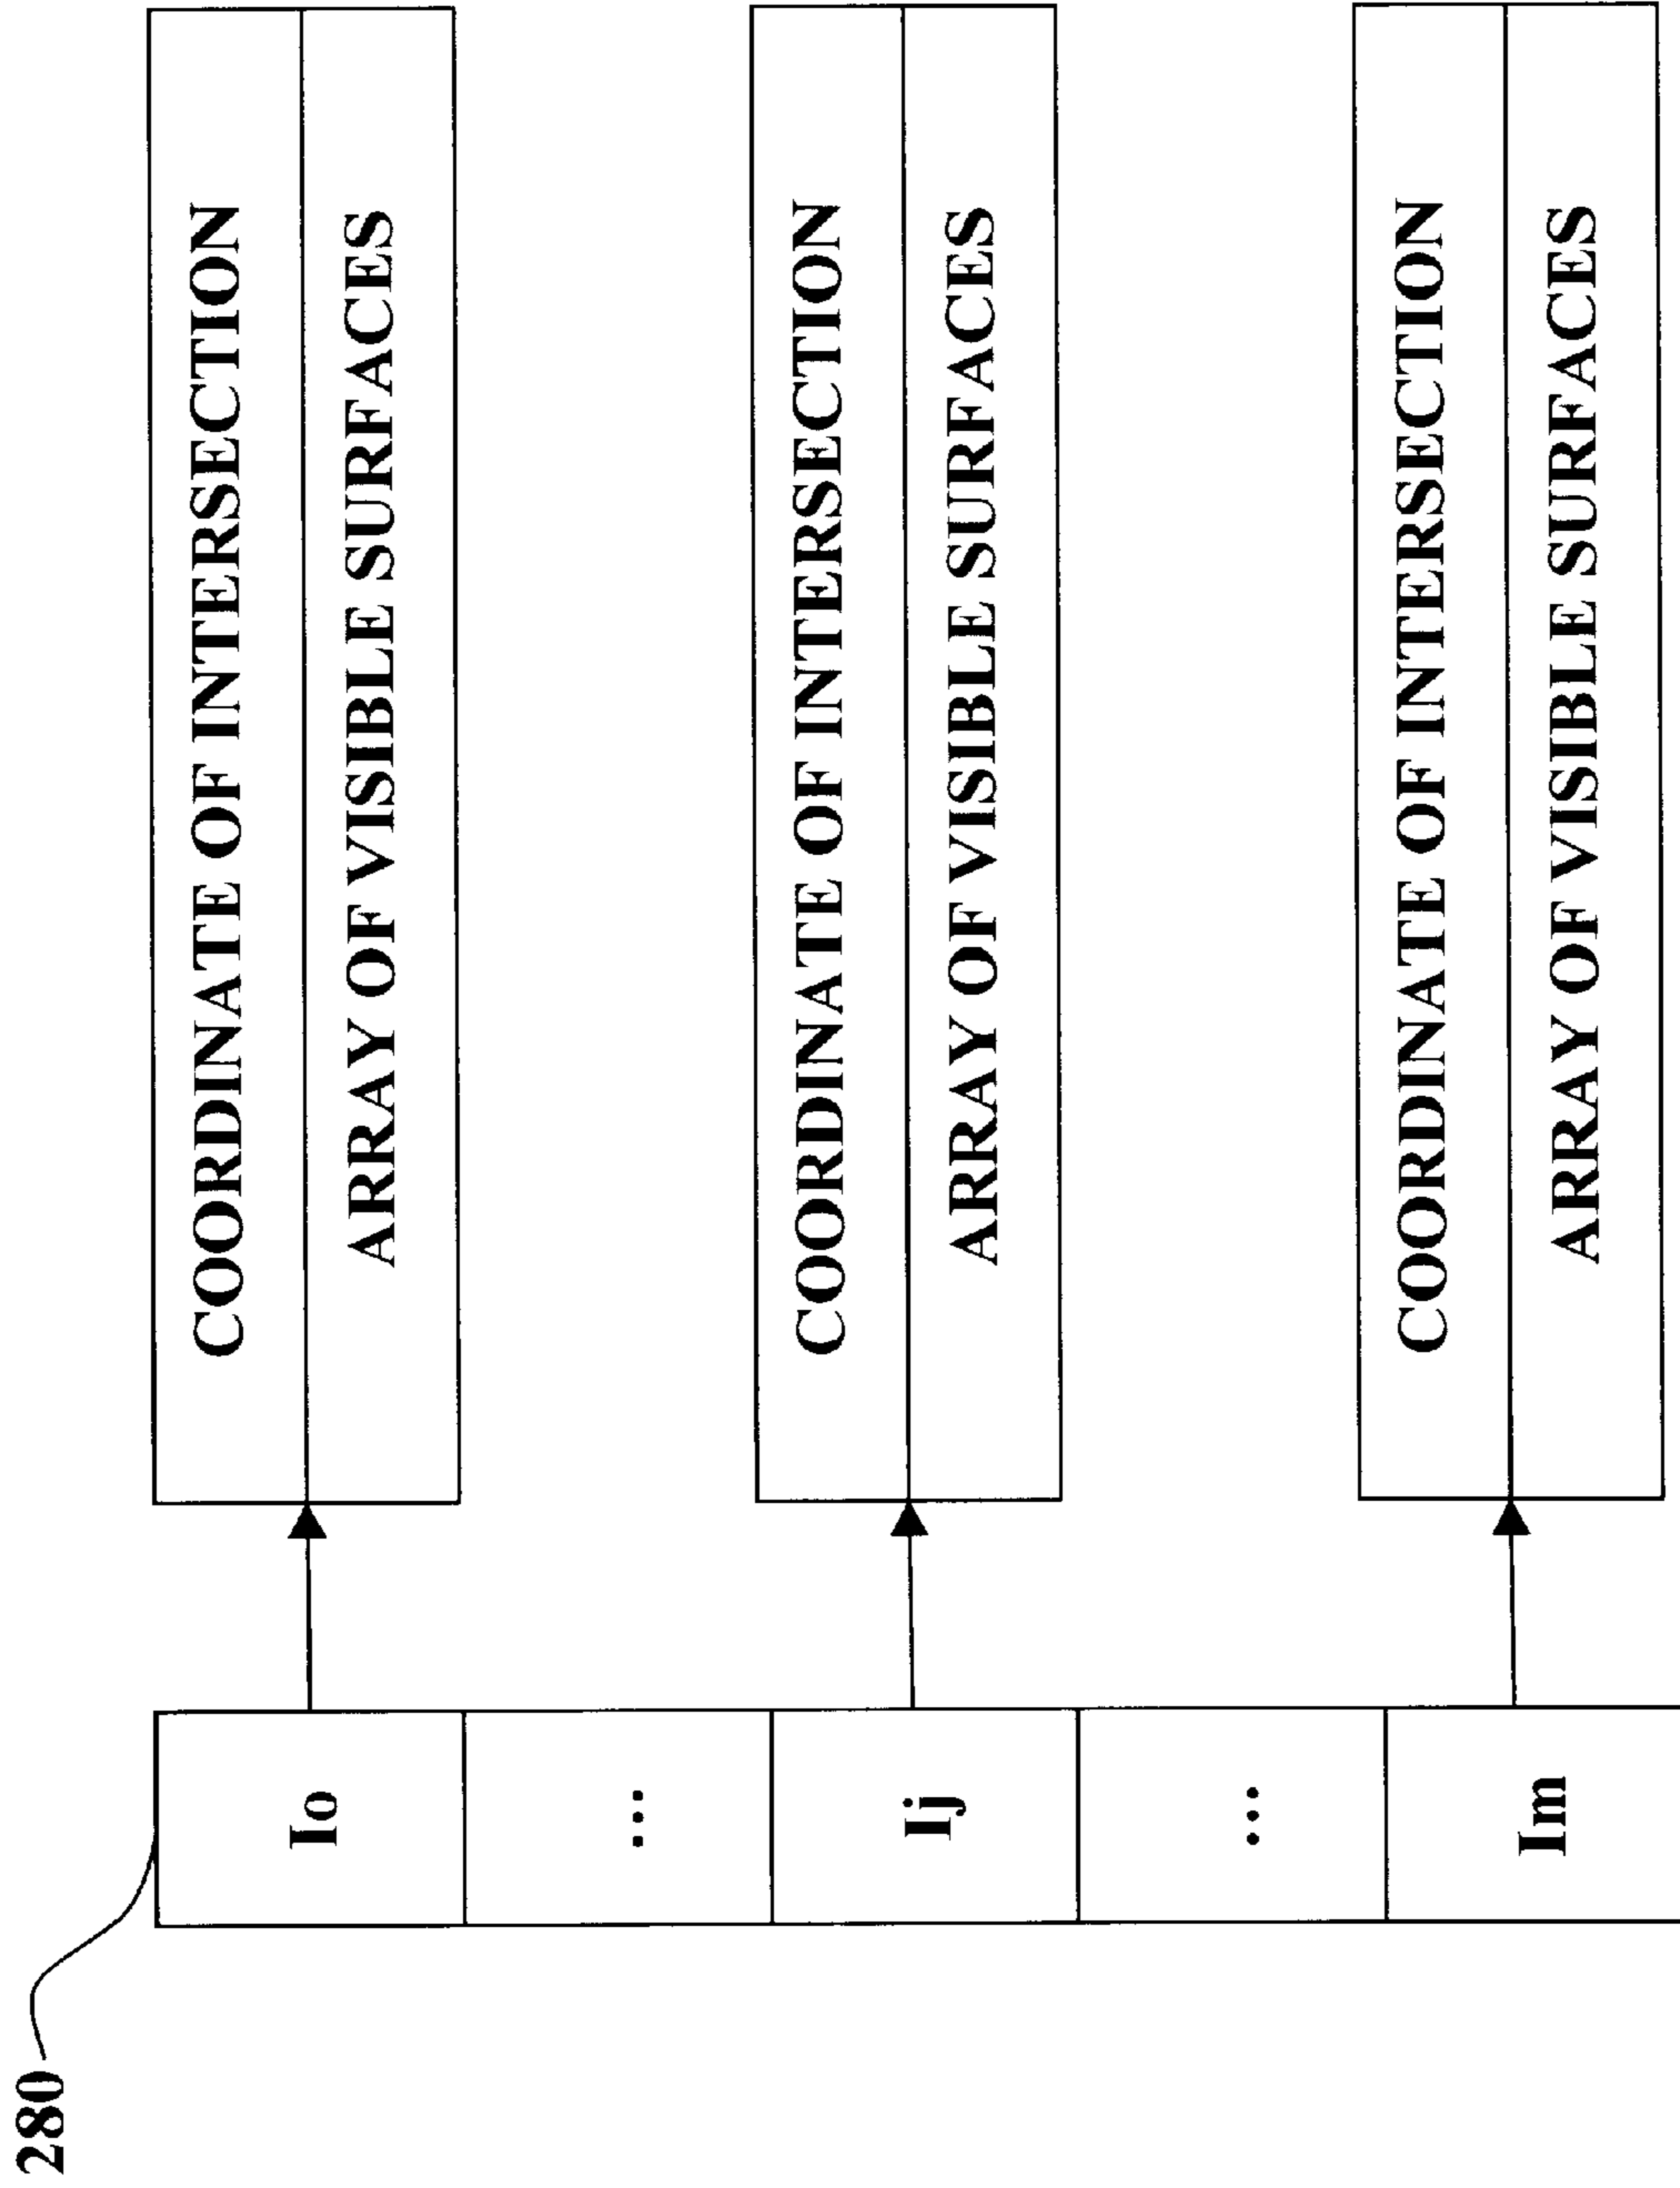 280
Io
COORDINATE OF INTERSECTION
ARRAY OF VISIBLE SURFACES
...
Ij
COORDINATE OF INTERSECTION
ARRAY OF VISIBLE SURFACES
...
Im
COORDINATE OF INTERSECTION
ARRAY OF VISIBLE SURFACES